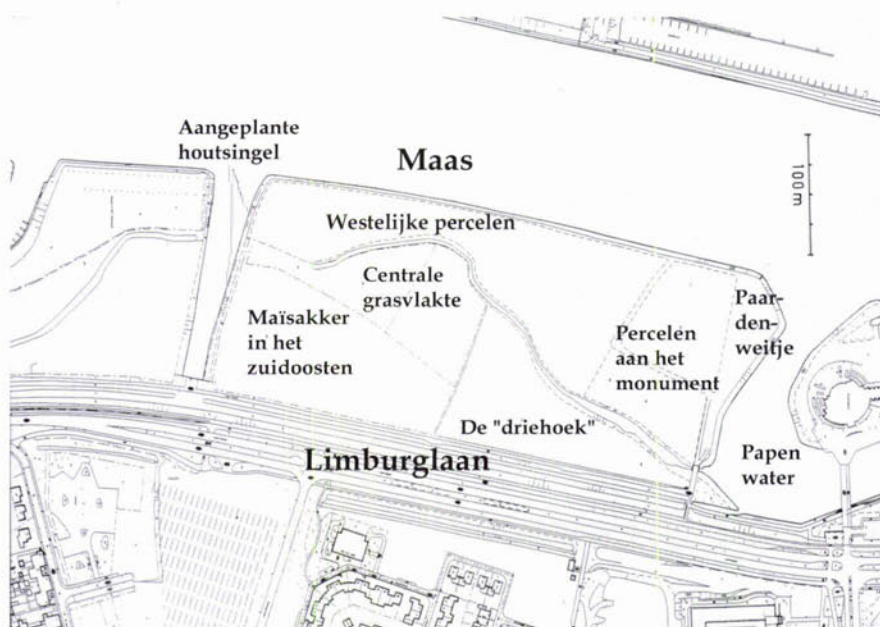 Aangeplante
houtsingel
Maas
100m
Westelijke percelen
Centrale
grasvlakte
Maïsakker
in het
zuidoosten
Paar-
den-
weitje
Percelen
aan het
monument
De "driehoek"
Limburglaan
Papen
water